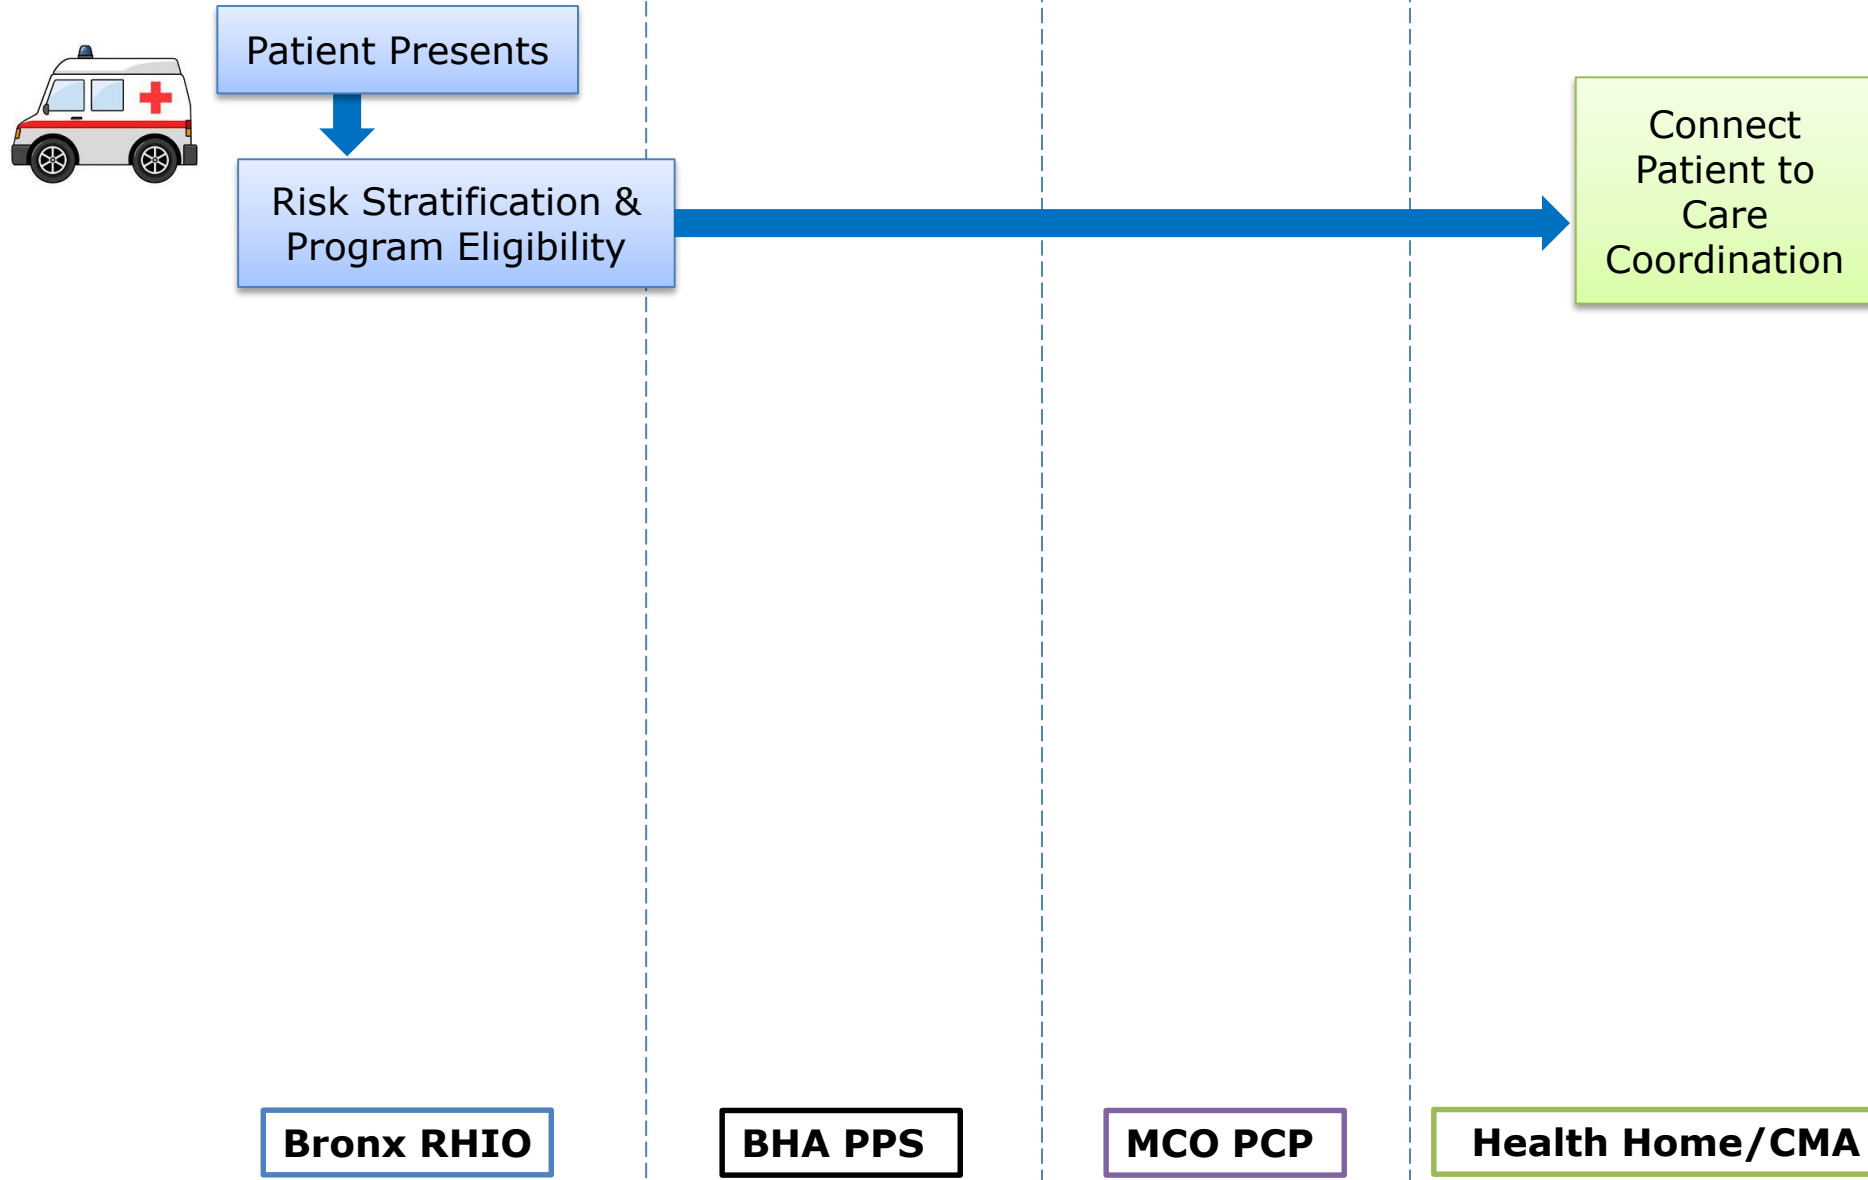 Patient Presents
Risk Stratification &
Program Eligibility
Connect
Patient to
Care
Coordination
Bronx RHIO
BHA PPS
MCO PCP
Health Home/CMA